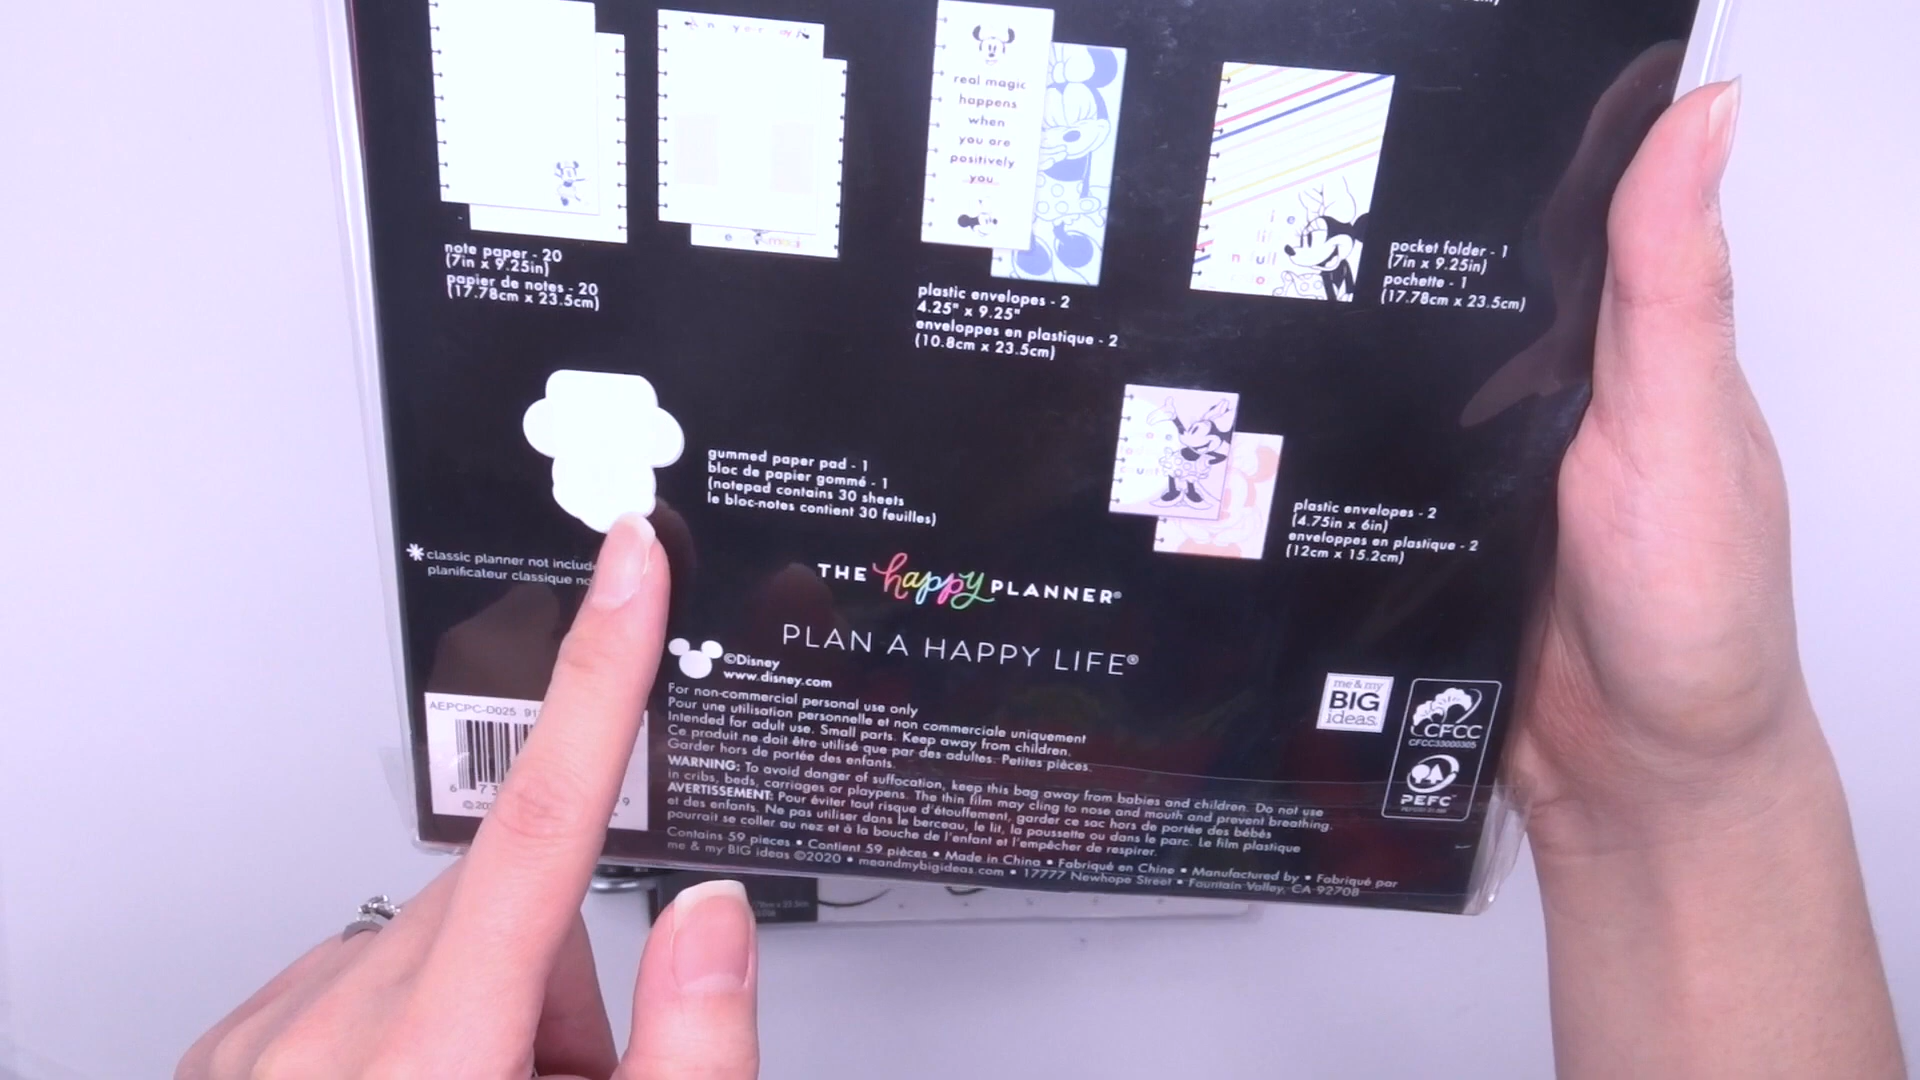 real magic
happens
when
you are
positively
you
note paper - 20
(7in x 9.25in)
papier de notes - 20
(17.78cm x 23.5cm)
plastic envelopes - 2
4.25" x 9.25"
enveloppes en plastique - 2
(10.8cm x 23.5cm)
pocket folder - 1
(7in x 9.25in)
pochette - 1
(17.78cm x 23.5cm)
gummed paper pad - 1
bloc de papier gommé - 1
(notepad contains 30 sheets
le bloc-notes contient 30 feuilles)
plastic envelopes - 2
(4.75in x 6in)
enveloppes en plastique - 2
(12cm x 15.2cm)
*classic planner not includ
planificateur classique
THE happy PLANNER®
PLAN A HAPPY LIFE®
©Disney
www.disney.com
For non-commercial personal use only
Pour une utilisation personnelle et non commerciale uniquement
Intended for adult use. Small parts. Keep away from children.
Ce produit ne doit être utilisé que par des adultes. Petites pièces.
Garder hors de portée des enfants.
WARNING: To avoid danger of suffocation, keep this bag away from babies and children. Do not use
in cribs, beds, carriages or playpens. The thin film may cling to nose and mouth and prevent breathing.
AVERTISSEMENT: Pour éviter tout risque d'étouffement, garder ce sac hors de portée des bébés
et des enfants. Ne pas utiliser dans le berceau, le lit, la poussette ou dans le parc. Le film plastique
pourrait se coller au nez et à la bouche de l'enfant et l'empêcher de respirer.
Contains 59 pieces • Contient 59 pièces • Made in China • Fabriqué en Chine • Manufactured by • Fabriqué par
me & my BIG ideas ©2020 • meandmybigideas.com • 17777 Newhope Street • Fountain Valley, CA 92708
AEPCPC-D025
me & my
BIG
ideas
CFCC
PEFC